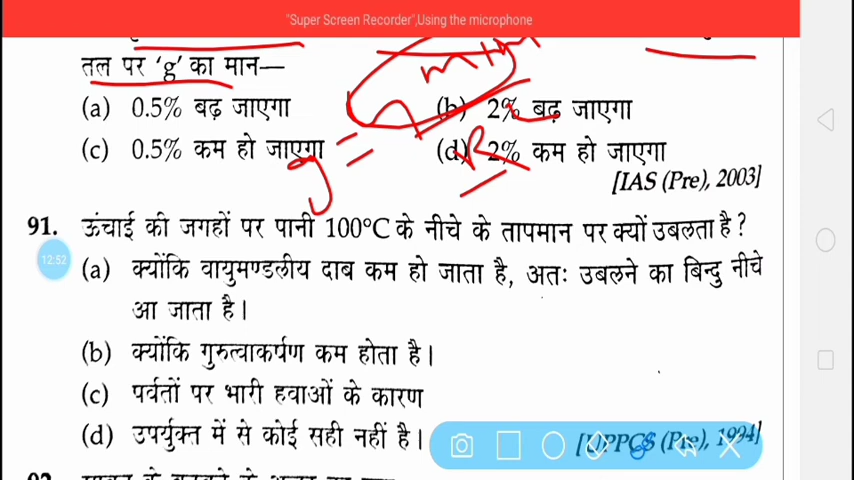 "Super Screen Recorder",Using the microphone
तल पर 'g' का मान—
(a) 0.5% बढ़ जाएगा (b) 2% बढ़ जाएगा
(c) 0.5% कम हो जाएगा (d) 2% कम हो जाएगा
g =
[IAS (Pre), 2003]
91. ऊंचाई की जगहों पर पानी 100°C के नीचे के तापमान पर क्यों उबलता है?
12:52
(a) क्योंकि वायुमण्डलीय दाब कम हो जाता है, अतः उबलने का बिन्दु नीचे
आ जाता है।
(b) क्योंकि गुरुत्वाकर्षण कम होता है।
(c) पर्वतों पर भारी हवाओं के कारण
(d) उपर्युक्त में से कोई सही नहीं है।
[UPPCS (Pre), 1994]